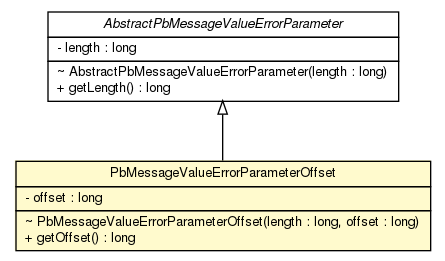 AbstractPbMessageValueErrorParameter
- length : long
~ AbstractPbMessageValueErrorParameter(length : long)
+ getLength() : long
PbMessageValueErrorParameterOffset
- offset : long
~ PbMessageValueErrorParameterOffset(length : long, offset : long)
+ getOffset() : long